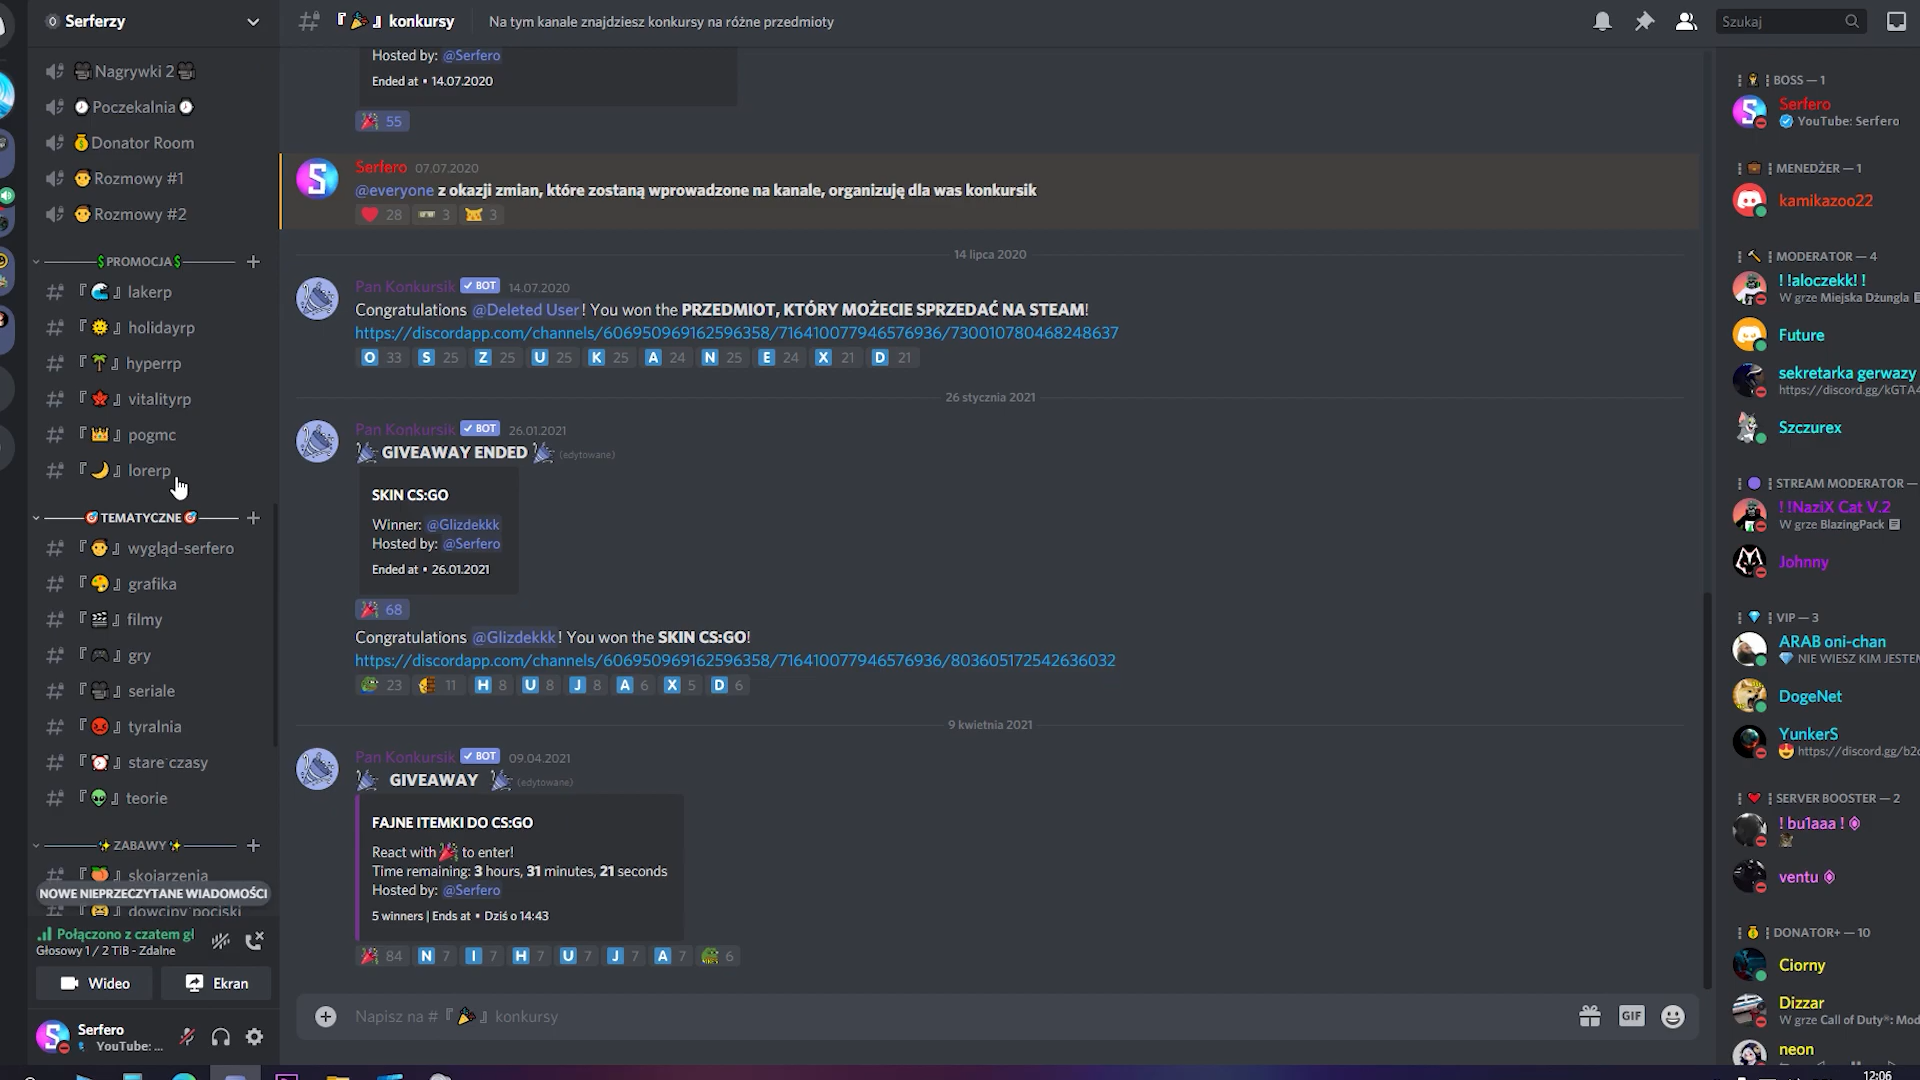 Serferzy
『🎉』konkursy
Na tym kanale znajdziesz konkursy na różne przedmioty
Szukaj
🎥Nagrywki 2🎥
Poczekalnia
💰Donator Room
Rozmowy #1
Rozmowy #2
$PROMOCJA$
『🌊』lakerp
『🌞』holidayrp
『🌴』hyperrp
『🍁』vitalityrp
『👑』pogmc
『🌙』lorerp
🎯TEMATYCZNE🎯
『👨』wygląd-serfero
『🎨』grafika
『🎬』filmy
『🎮』gry
『🎥』seriale
『😡』tyralnia
『⏰』stare czasy
『👽』teorie
✨ZABAWY✨
『🍑』skojarzenia
NOWE NIEPRZECZYTANE WIADOMOŚCI
Połączono z czatem gł
Głosowy 1 / 2 TiB - Zdalne
Wideo
Ekran
Serfero
YouTube: ...
Hosted by: @Serfero
Ended at • 14.07.2020
🎉 55
Serfero 07.07.2020
@everyone z okazji zmian, które zostaną wprowadzone na kanale, organizuję dla was konkursik
28 3 3
14 lipca 2020
Pan Konkursik BOT 14.07.2020
Congratulations @Deleted User! You won the PRZEDMIOT, KTÓRY MOŻECIE SPRZEDAĆ NA STEAM!
https://discordapp.com/channels/606950969162596358/716410077946576936/730010780468248637
O 33 S 25 Z 25 U 25 K 25 A 24 N 25 E 24 X 21 D 21
26 stycznia 2021
Pan Konkursik BOT 26.01.2021
🎉 GIVEAWAY ENDED 🎉 (edytowane)
SKIN CS:GO
Winner: @Glizdekkk
Hosted by: @Serfero
Ended at • 26.01.2021
🎉 68
Congratulations @Glizdekkk! You won the SKIN CS:GO!
https://discordapp.com/channels/606950969162596358/716410077946576936/803605172542636032
23 11 H 8 U 8 J 8 A 6 X 5 D 6
9 kwietnia 2021
Pan Konkursik BOT 09.04.2021
🎉 GIVEAWAY 🎉 (edytowane)
FAJNE ITEMKI DO CS:GO
React with 🎉 to enter!
Time remaining: 3 hours, 31 minutes, 21 seconds
Hosted by: @Serfero
5 winners | Ends at • Dziś o 14:43
🎉 84 N 7 I 7 H 7 U 7 J 7 A 7 6
Napisz na #『🎉』konkursy
GIF
BOSS — 1
Serfero
YouTube: Serfero
MENEDŻER — 1
kamikazoo22
MODERATOR — 4
! !aloczekk! !
W grze Miejska Dżungla
Future
sekretarka gerwazy
https://discord.gg/kGTA4
Szczurex
STREAM MODERATOR —
! !NaziX Cat V.2
W grze BlazingPack
Johnny
VIP — 3
ARAB oni-chan
NIE WIESZ KIM JESTEM
DogeNet
YunkerS
https://discord.gg/b2
SERVER BOOSTER — 2
! bu1aaa !
ventu
DONATOR+ — 10
Ciorny
Dizzar
W grze Call of Duty®: Mod
neon
12:06